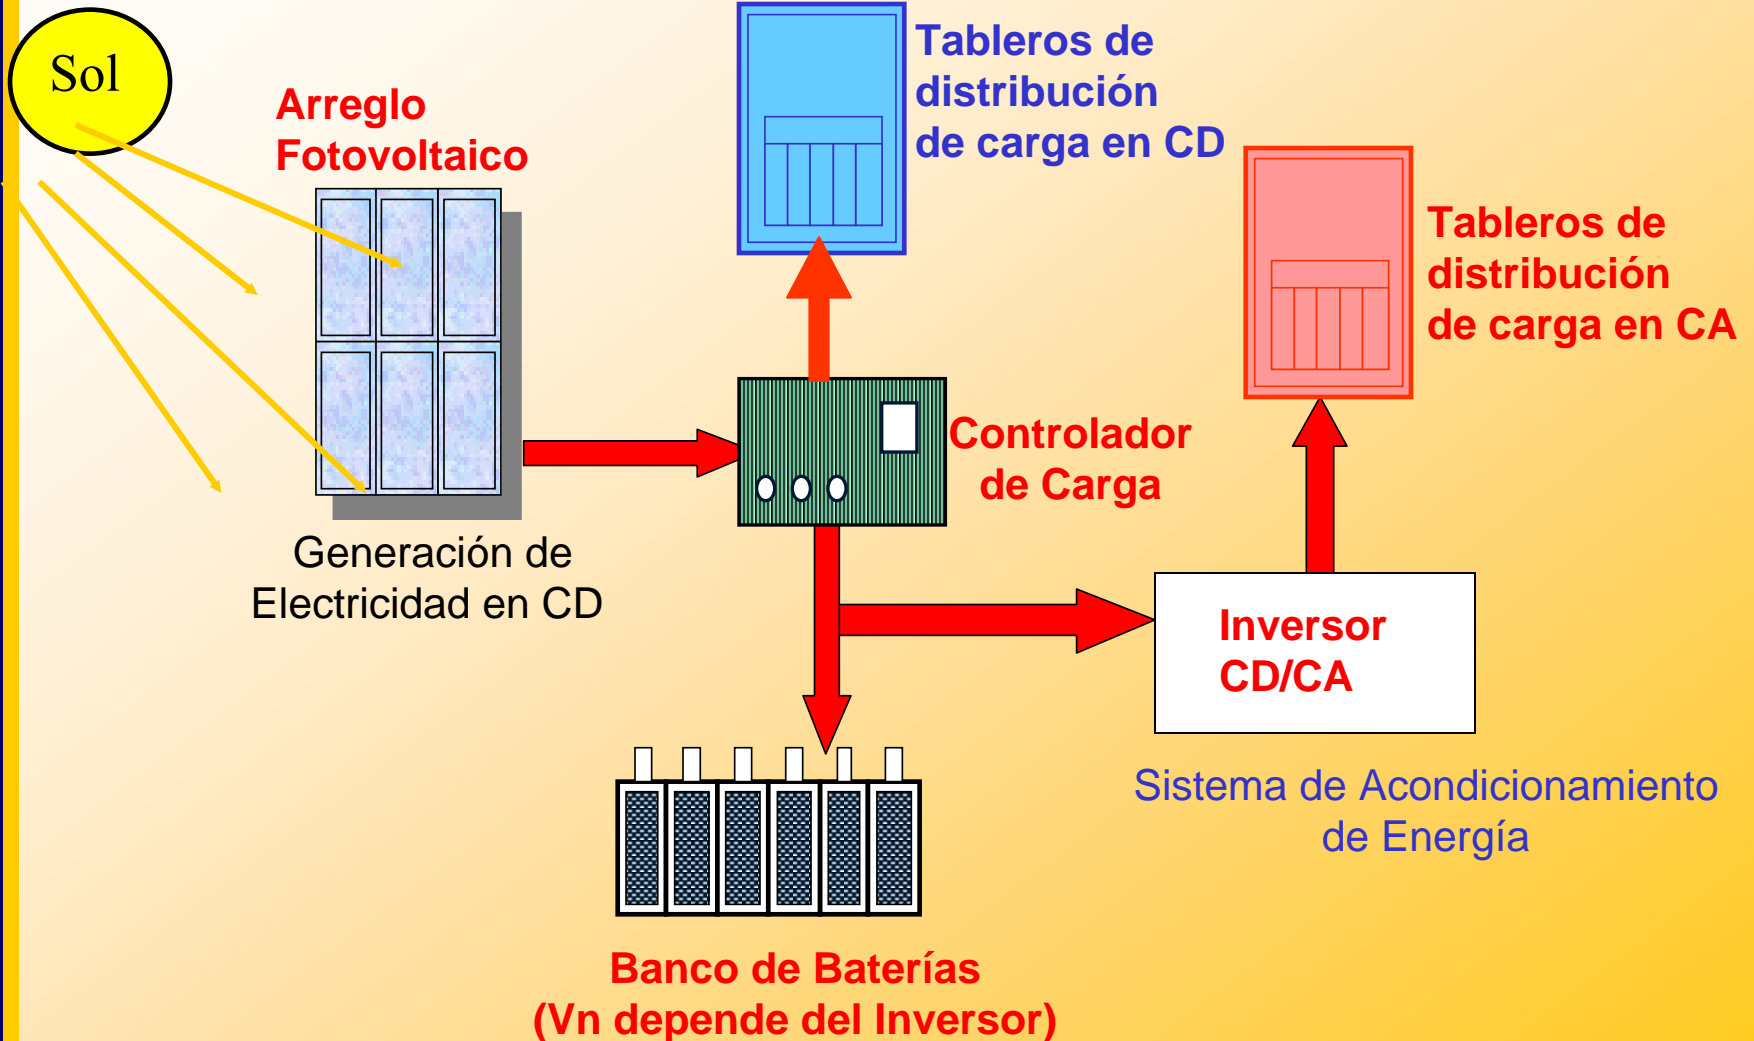 Sol
Arreglo
Fotovoltaico
Tableros de
distribución
de carga en CD
Tableros de
distribución
de carga en CA
Controlador
de Carga
Generación de
Electricidad en CD
Inversor
CD/CA
Sistema de Acondicionamiento
de Energía
Banco de Baterías
(Vn depende del Inversor)